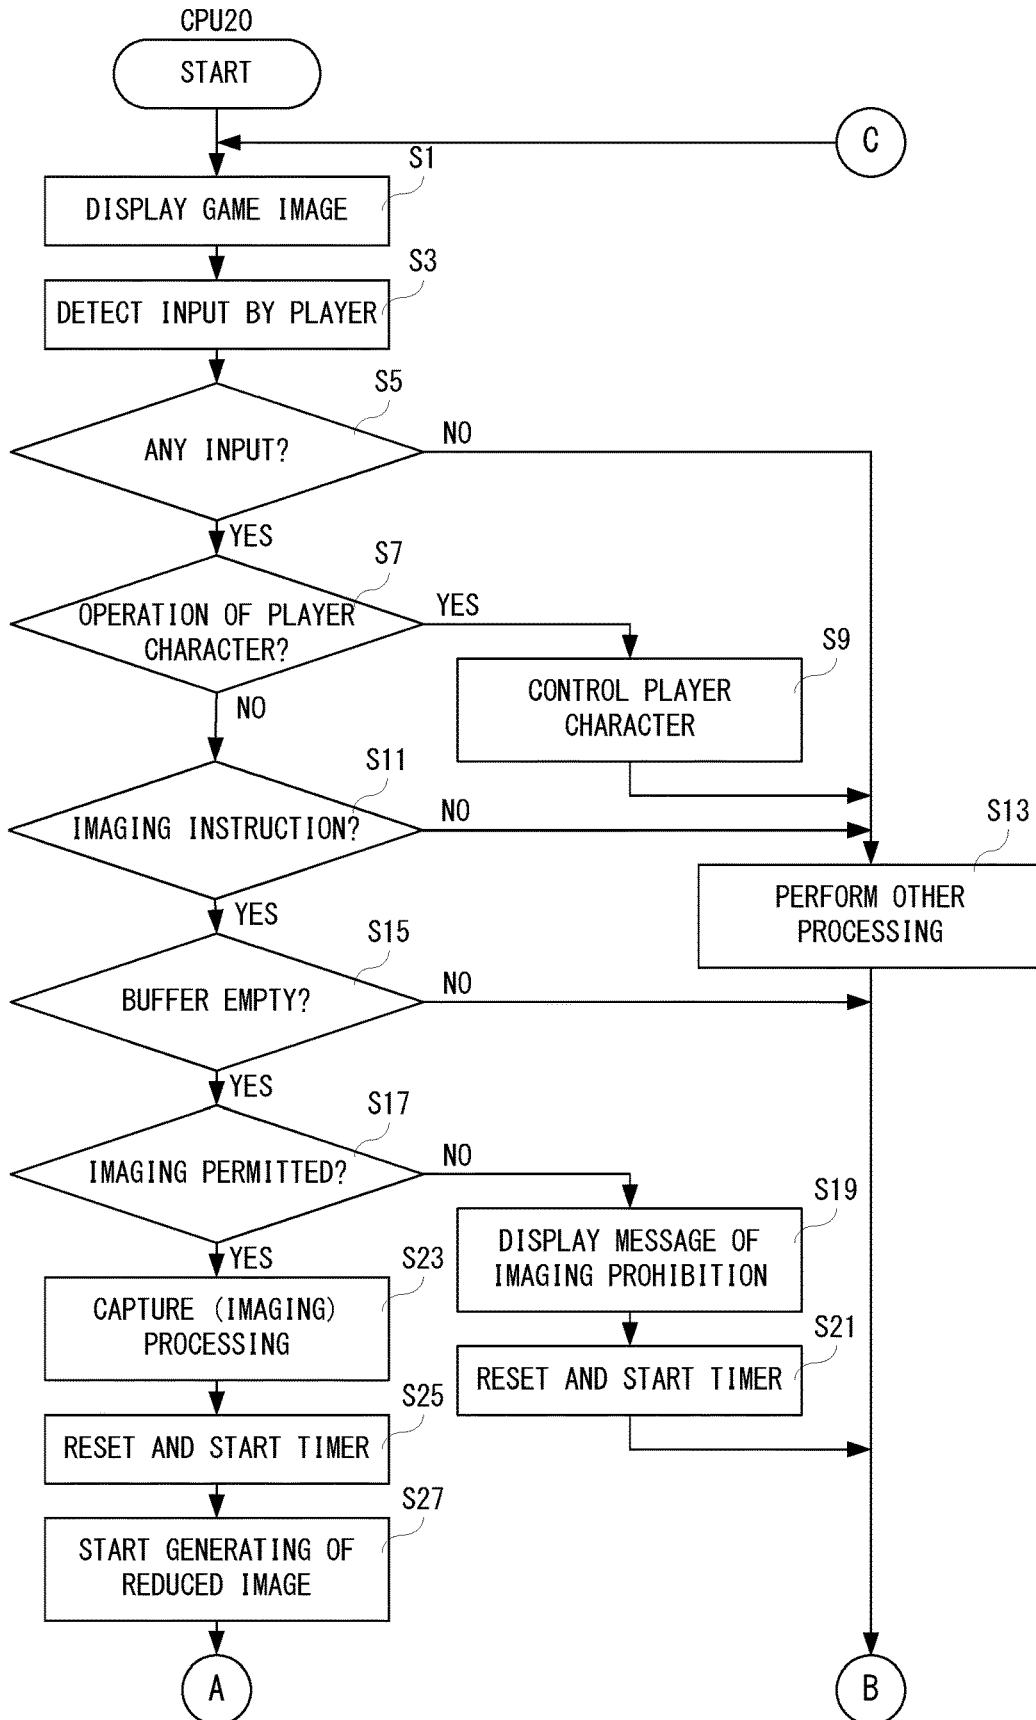 CPU20
START
C
S1
DISPLAY GAME IMAGE
S3
DETECT INPUT BY PLAYER
S5
ANY INPUT?
NO
YES
S7
OPERATION OF PLAYER
CHARACTER?
YES
NO
S9
CONTROL PLAYER
CHARACTER
S11
IMAGING INSTRUCTION?
NO
YES
S13
PERFORM OTHER
PROCESSING
S15
BUFFER EMPTY?
NO
YES
S17
IMAGING PERMITTED?
NO
YES
S19
DISPLAY MESSAGE OF
IMAGING PROHIBITION
S21
RESET AND START TIMER
S23
CAPTURE (IMAGING)
PROCESSING
S25
RESET AND START TIMER
S27
START GENERATING OF
REDUCED IMAGE
A
B